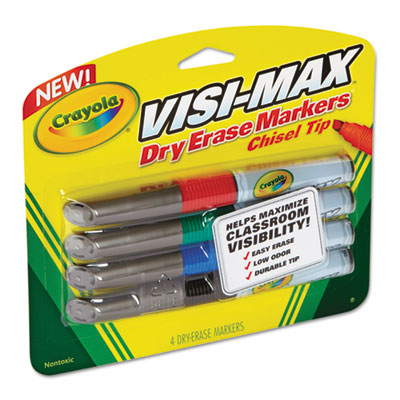 NEW!
Crayola
VISI-MAX
Dry Erase Markers
Chisel Tip
Crayola
HELPS MAXIMIZE
CLASSROOM
VISIBILITY!
✓ EASY ERASE
✓ LOW ODOR
✓ DURABLE TIP
4 DRY-ERASE MARKERS
Nontoxic